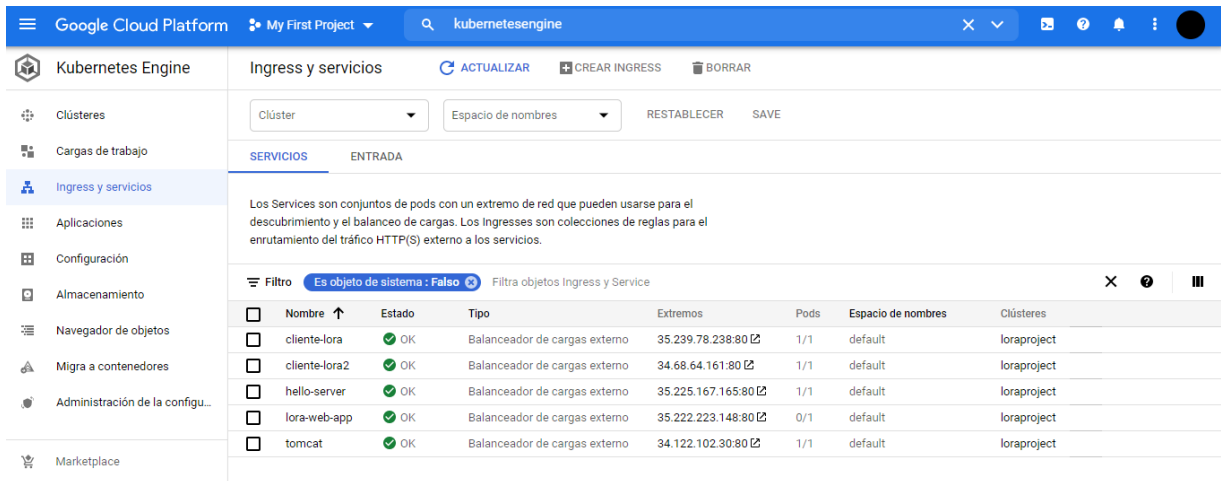 Google Cloud Platform My First Project kubernetesengine
Kubernetes Engine
Ingress y servicios ACTUALIZAR CREAR INGRESS BORRAR
Clústeres
Cargas de trabajo
Ingress y servicios
Aplicaciones
Configuración
Almacenamiento
Navegador de objetos
Migra a contenedores
Administración de la configu...
Marketplace
Clúster Espacio de nombres RESTABLECER SAVE
SERVICIOS ENTRADA
Los Services son conjuntos de pods con un extremo de red que pueden usarse para el
descubrimiento y el balanceo de cargas. Los Ingresses son colecciones de reglas para el
enrutamiento del tráfico HTTP(S) externo a los servicios.
Filtro Es objeto de sistema : Falso Filtra objetos Ingress y Service
Nombre Estado Tipo Extremos Pods Espacio de nombres Clústeres
cliente-lora OK Balanceador de cargas externo 35.239.78.238:80 1/1 default loraproject
cliente-lora2 OK Balanceador de cargas externo 34.68.64.161:80 1/1 default loraproject
hello-server OK Balanceador de cargas externo 35.225.167.165:80 1/1 default loraproject
lora-web-app OK Balanceador de cargas externo 35.222.223.148:80 0/1 default loraproject
tomcat OK Balanceador de cargas externo 34.122.102.30:80 1/1 default loraproject